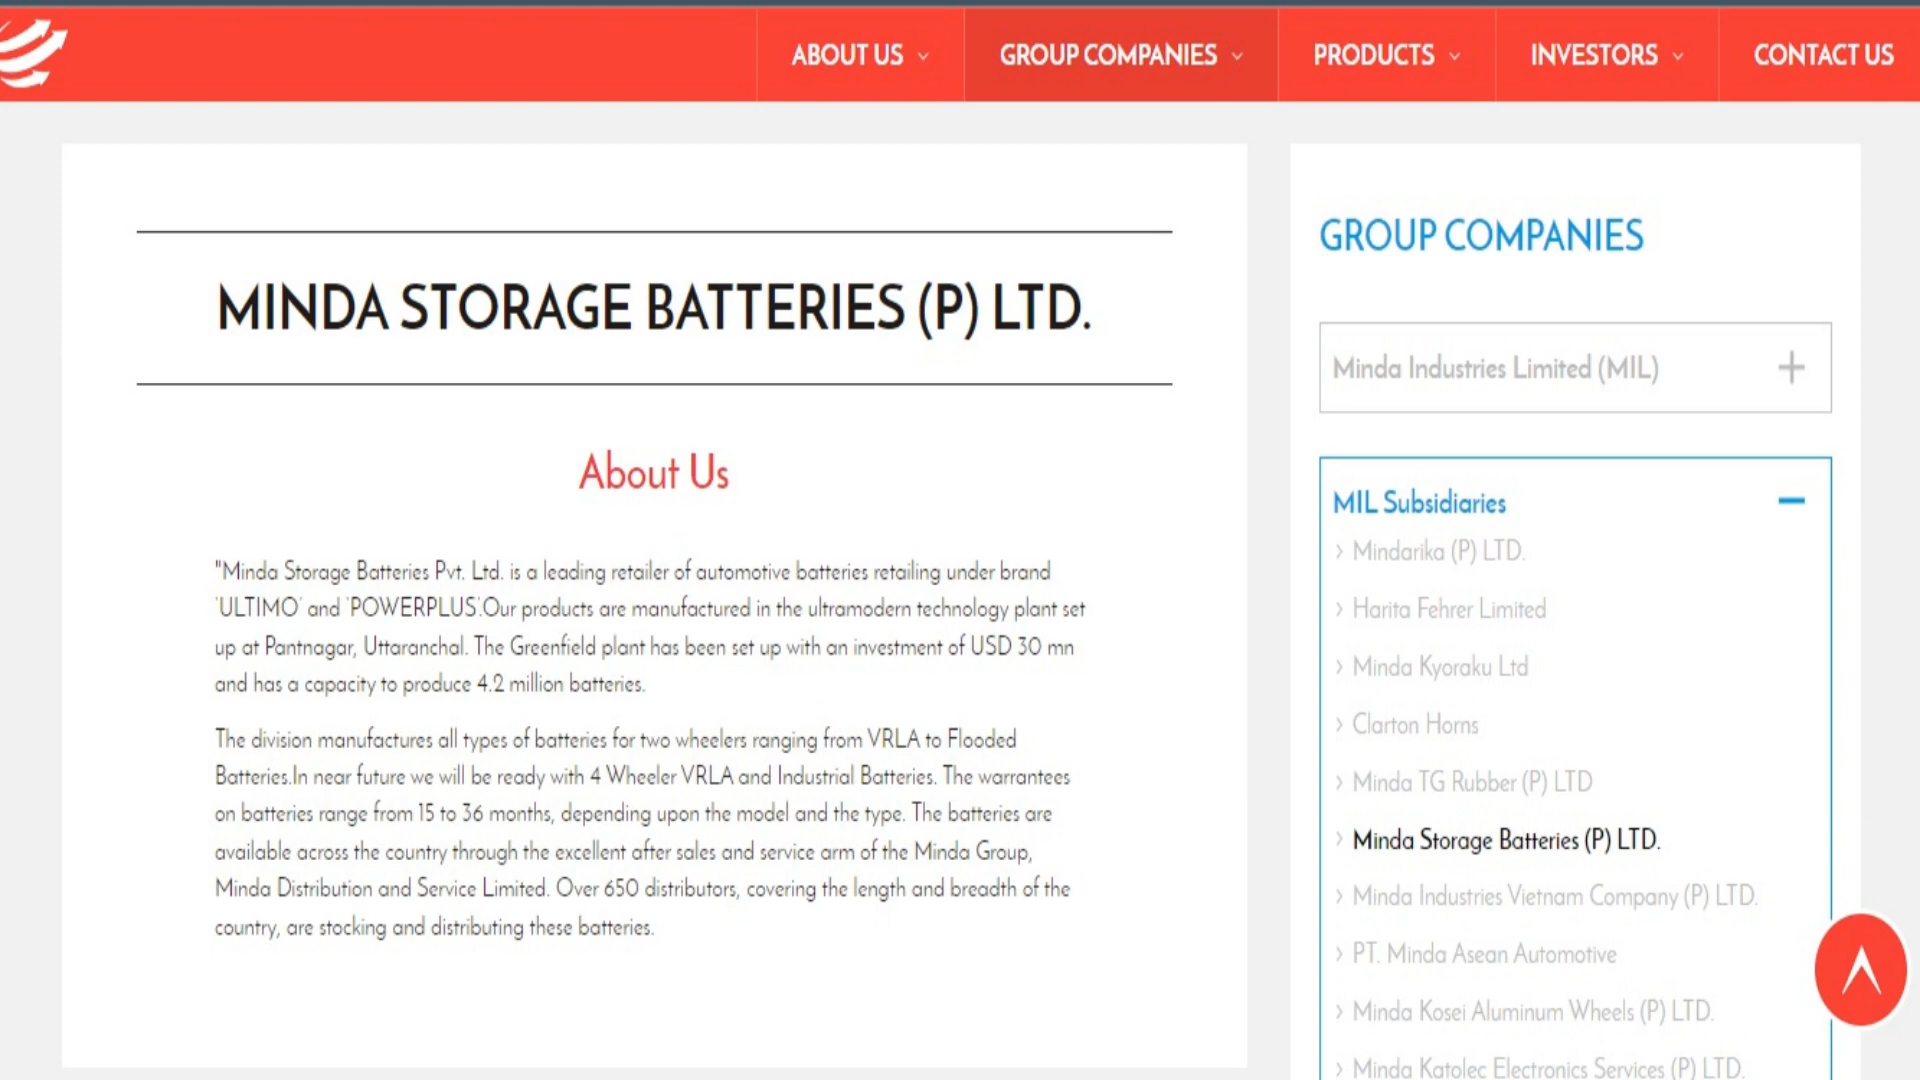 ABOUT US
GROUP COMPANIES
PRODUCTS
INVESTORS
CONTACT US
MINDA STORAGE BATTERIES (P) LTD.
About Us
"Minda Storage Batteries Pvt. Ltd. is a leading retailer of automotive batteries retailing under brand
'ULTIMO' and 'POWERPLUS'.Our products are manufactured in the ultramodern technology plant set
up at Pantnagar, Uttaranchal. The Greenfield plant has been set up with an investment of USD 30 mn
and has a capacity to produce 4.2 million batteries.
The division manufactures all types of batteries for two wheelers ranging from VRLA to Flooded
Batteries.In near future we will be ready with 4 Wheeler VRLA and Industrial Batteries. The warrantees
on batteries range from 15 to 36 months, depending upon the model and the type. The batteries are
available across the country through the excellent after sales and service arm of the Minda Group,
Minda Distribution and Service Limited. Over 650 distributors, covering the length and breadth of the
country, are stocking and distributing these batteries.
GROUP COMPANIES
Minda Industries Limited (MIL)
MIL Subsidiaries
Mindarika (P) LTD.
Harita Fehrer Limited
Minda Kyoraku Ltd
Clarton Horns
Minda TG Rubber (P) LTD
Minda Storage Batteries (P) LTD.
Minda Industries Vietnam Company (P) LTD.
PT. Minda Asean Automotive
Minda Kosei Aluminum Wheels (P) LTD.
Minda Katolec Electronics Services (P) LTD.